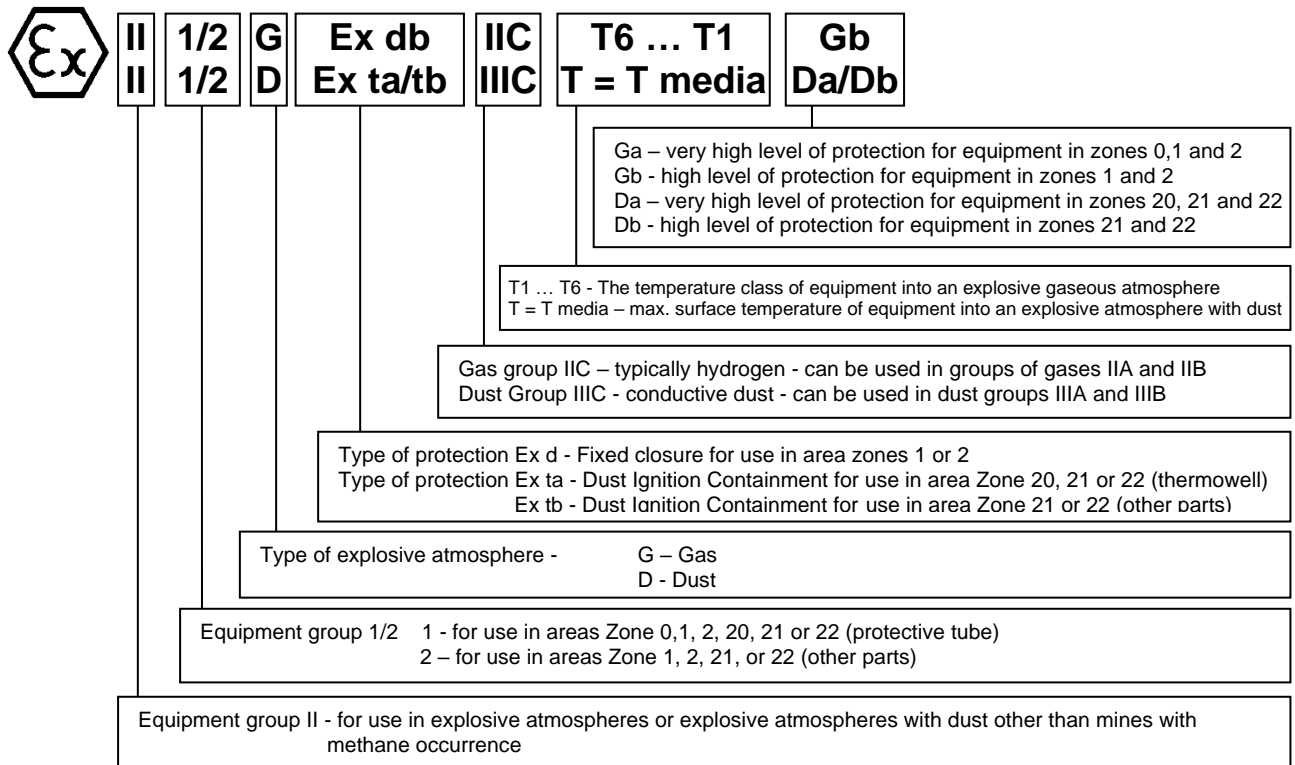 Ex II 1/2 G Ex db IIC T6 … T1 Gb
II 1/2 D Ex ta/tb IIIC T = T media Da/Db
Ga – very high level of protection for equipment in zones 0,1 and 2
Gb - high level of protection for equipment in zones 1 and 2
Da – very high level of protection for equipment in zones 20, 21 and 22
Db - high level of protection for equipment in zones 21 and 22
T1 … T6 - The temperature class of equipment into an explosive gaseous atmosphere
T = T media – max. surface temperature of equipment into an explosive atmosphere with dust
Gas group IIC – typically hydrogen - can be used in groups of gases IIA and IIB
Dust Group IIIC - conductive dust - can be used in dust groups IIIA and IIIB
Type of protection Ex d - Fixed closure for use in area zones 1 or 2
Type of protection Ex ta - Dust Ignition Containment for use in area Zone 20, 21 or 22 (thermowell)
Ex tb - Dust Ignition Containment for use in area Zone 21 or 22 (other parts)
Type of explosive atmosphere - G – Gas
D - Dust
Equipment group 1/2 1 - for use in areas Zone 0,1, 2, 20, 21 or 22 (protective tube)
2 – for use in areas Zone 1, 2, 21, or 22 (other parts)
Equipment group II - for use in explosive atmospheres or explosive atmospheres with dust other than mines with
methane occurrence